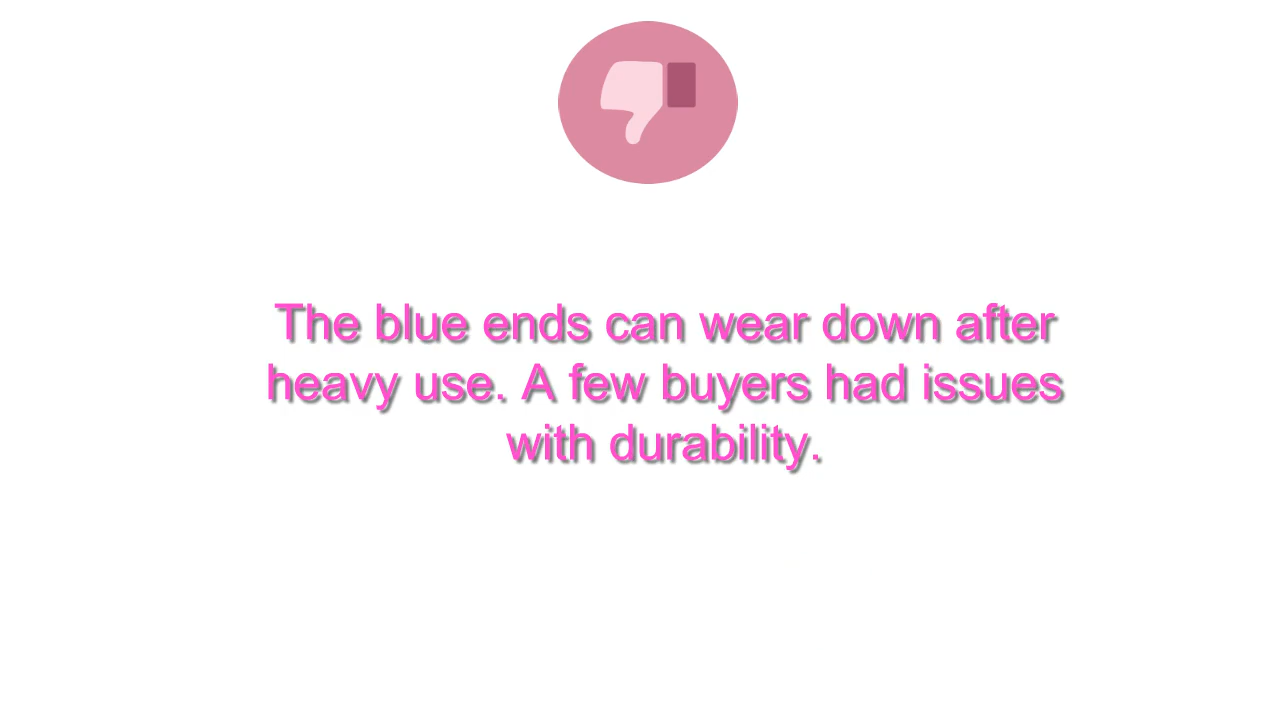 The blue ends can wear down after
heavy use. A few buyers had issues
with durability.